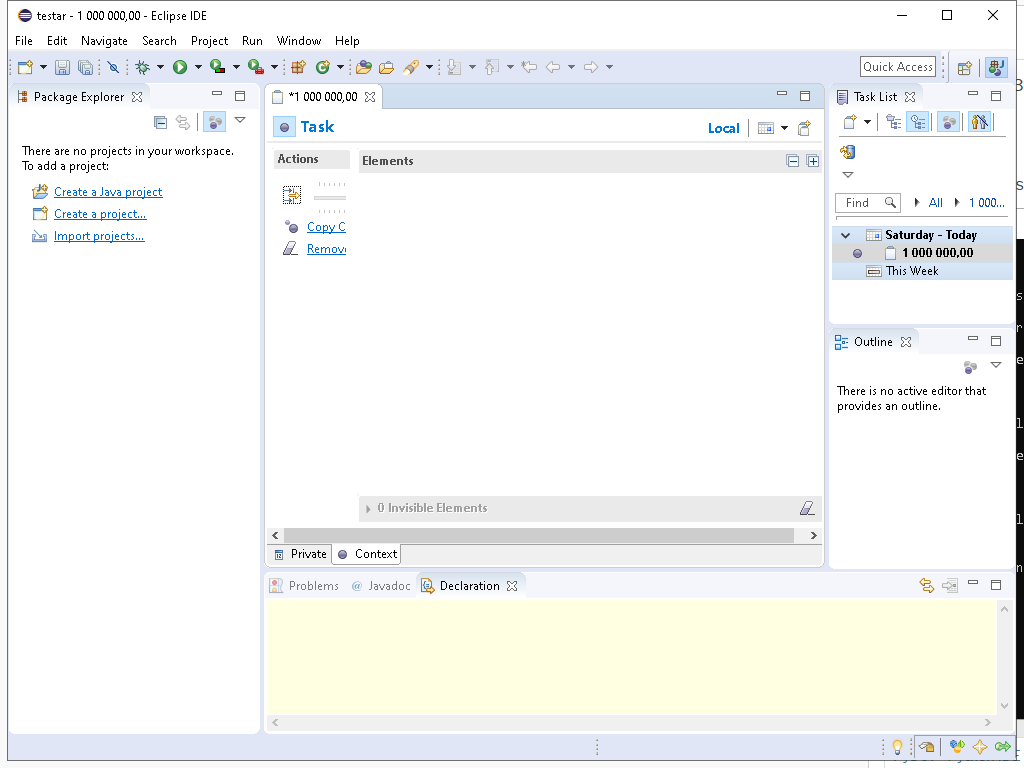 testar - 1 000 000,00 - Eclipse IDE
File Edit Navigate Search Project Run Window Help
Quick Access
Package Explorer
There are no projects in your workspace.
To add a project:
Create a Java project
Create a project...
Import projects...
*1 000 000,00
Task
Local
Actions
Elements
Copy C
Remov
0 Invisible Elements
Private Context
Problems @ Javadoc Declaration
Task List
Find All 1 000...
Saturday - Today
1 000 000,00
This Week
Outline
There is no active editor that
provides an outline.